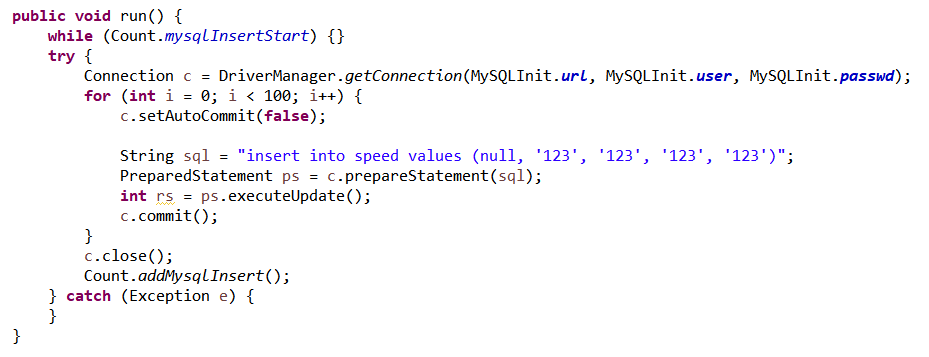 public void run() {
    while (Count.mysqlInsertStart) {}
    try {
        Connection c = DriverManager.getConnection(MySQLInit.url, MySQLInit.user, MySQLInit.passwd);
        for (int i = 0; i < 100; i++) {
            c.setAutoCommit(false);

            String sql = "insert into speed values (null, '123', '123', '123', '123')";
            PreparedStatement ps = c.prepareStatement(sql);
            int rs = ps.executeUpdate();
            c.commit();
        }
        c.close();
        Count.addMysqlInsert();
    } catch (Exception e) {
    }
}